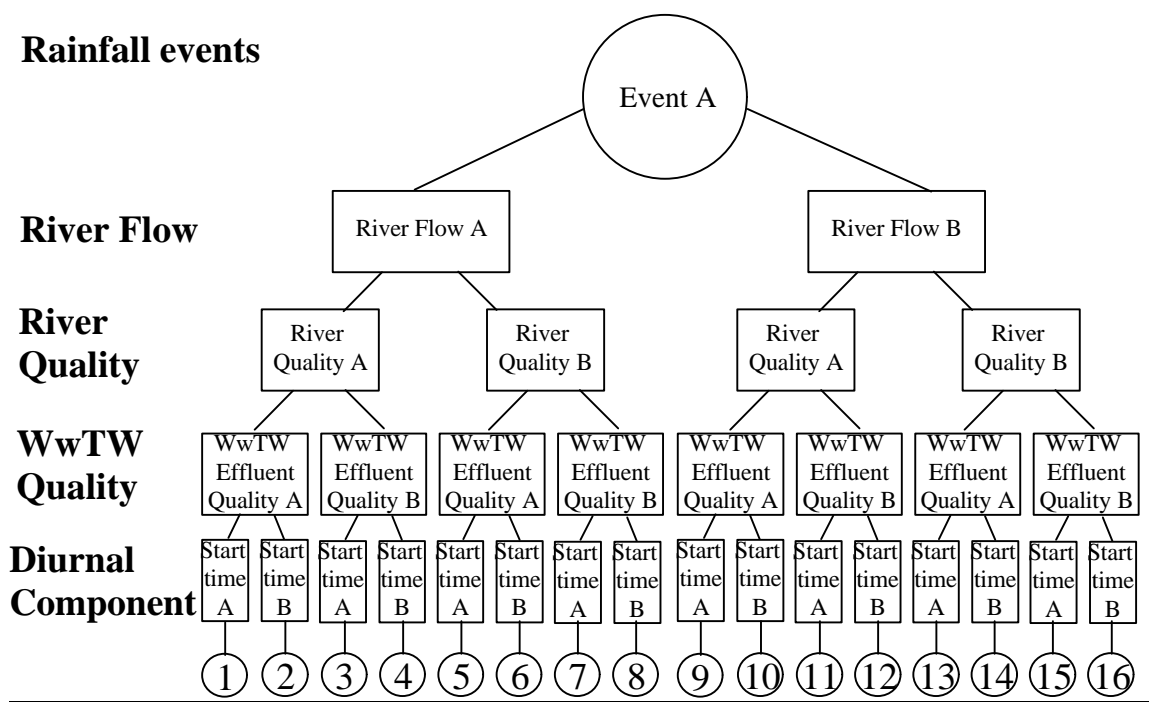 Rainfall events
Event A
River Flow
River Flow A
River Flow B
River
Quality
River
Quality A
River
Quality B
River
Quality A
River
Quality B
WwTW
Quality
WwTW
Effluent
Quality A
WwTW
Effluent
Quality B
WwTW
Effluent
Quality A
WwTW
Effluent
Quality B
WwTW
Effluent
Quality A
WwTW
Effluent
Quality B
WwTW
Effluent
Quality A
WwTW
Effluent
Quality B
Diurnal
Component
Start
time
A
Start
time
B
Start
time
A
Start
time
B
Start
time
A
Start
time
B
Start
time
A
Start
time
B
Start
time
A
Start
time
B
Start
time
A
Start
time
B
Start
time
A
Start
time
B
Start
time
A
Start
time
B
1 2 3 4 5 6 7 8 9 10 11 12 13 14 15 16